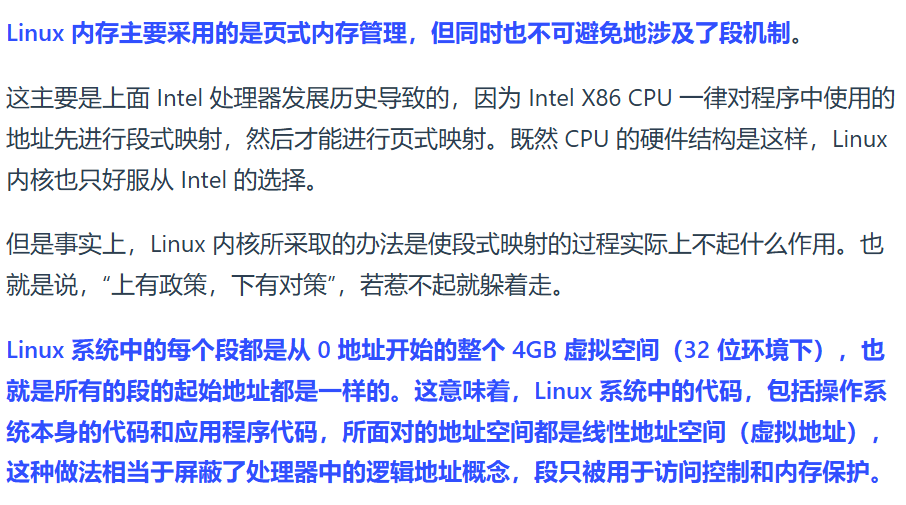 Linux 内存主要采用的是页式内存管理，但同时也不可避免地涉及了段机制。
这主要是上面 Intel 处理器发展历史导致的，因为 Intel X86 CPU 一律对程序中使用的
地址先进行段式映射，然后才能进行页式映射。既然 CPU 的硬件结构是这样，Linux
内核也只好服从 Intel 的选择。
但是事实上，Linux 内核所采取的办法是使段式映射的过程实际上不起什么作用。也
就是说，“上有政策，下有对策”，若惹不起就躲着走。
Linux 系统中的每个段都是从 0 地址开始的整个 4GB 虚拟空间（32 位环境下），也
就是所有的段的起始地址都是一样的。这意味着，Linux 系统中的代码，包括操作系
统本身的代码和应用程序代码，所面对的地址空间都是线性地址空间（虚拟地址），
这种做法相当于屏蔽了处理器中的逻辑地址概念，段只被用于访问控制和内存保护。